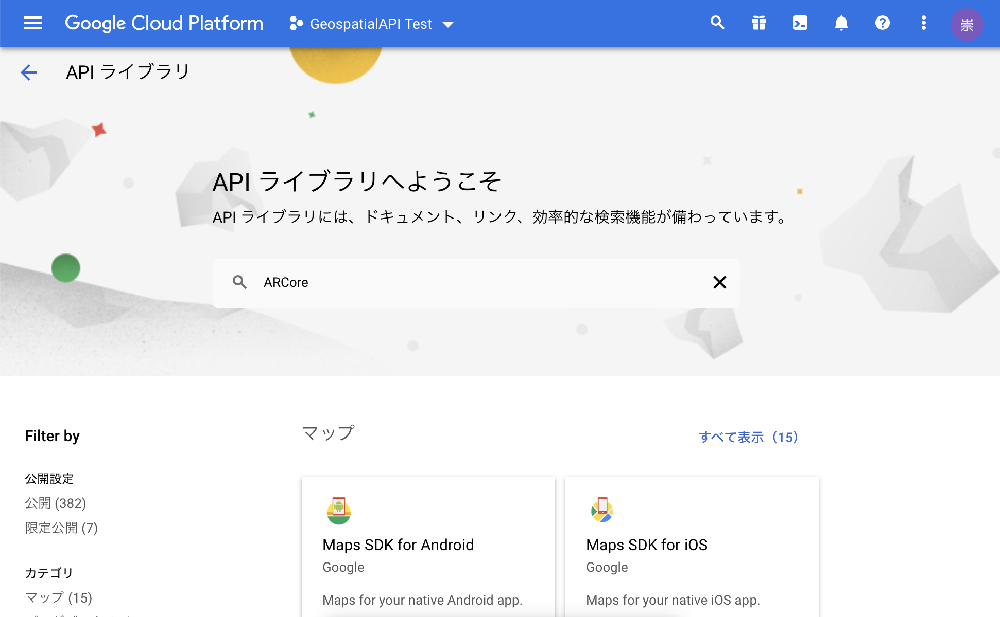 Google Cloud Platform
GeospatialAPI Test
崇
API ライブラリ
API ライブラリへようこそ
API ライブラリには、ドキュメント、リンク、効率的な検索機能が備わっています。
ARCore
Filter by
公開設定
公開 (382)
限定公開 (7)
カテゴリ
マップ (15)
マップ
すべて表示（15）
Maps SDK for Android
Google
Maps for your native Android app.
Maps SDK for iOS
Google
Maps for your native iOS app.